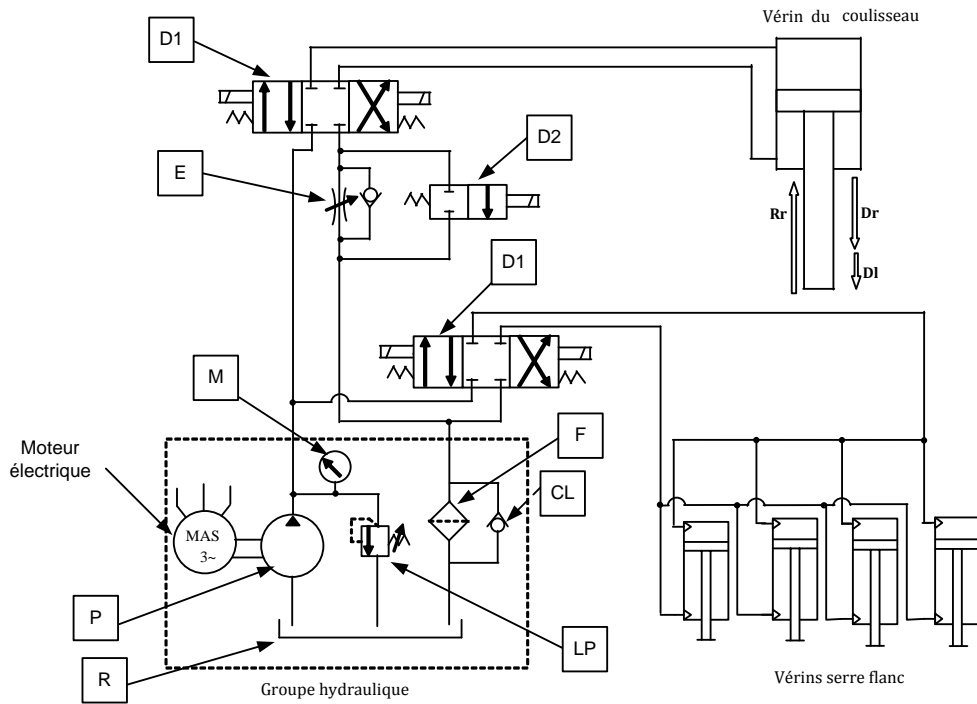 Vérin du coulisseau
D1
D2
E
Rr
Dr
Dl
D1
M
F
Moteur
électrique
CL
MAS
3~
P
LP
R
Groupe hydraulique
Vérins serre flanc